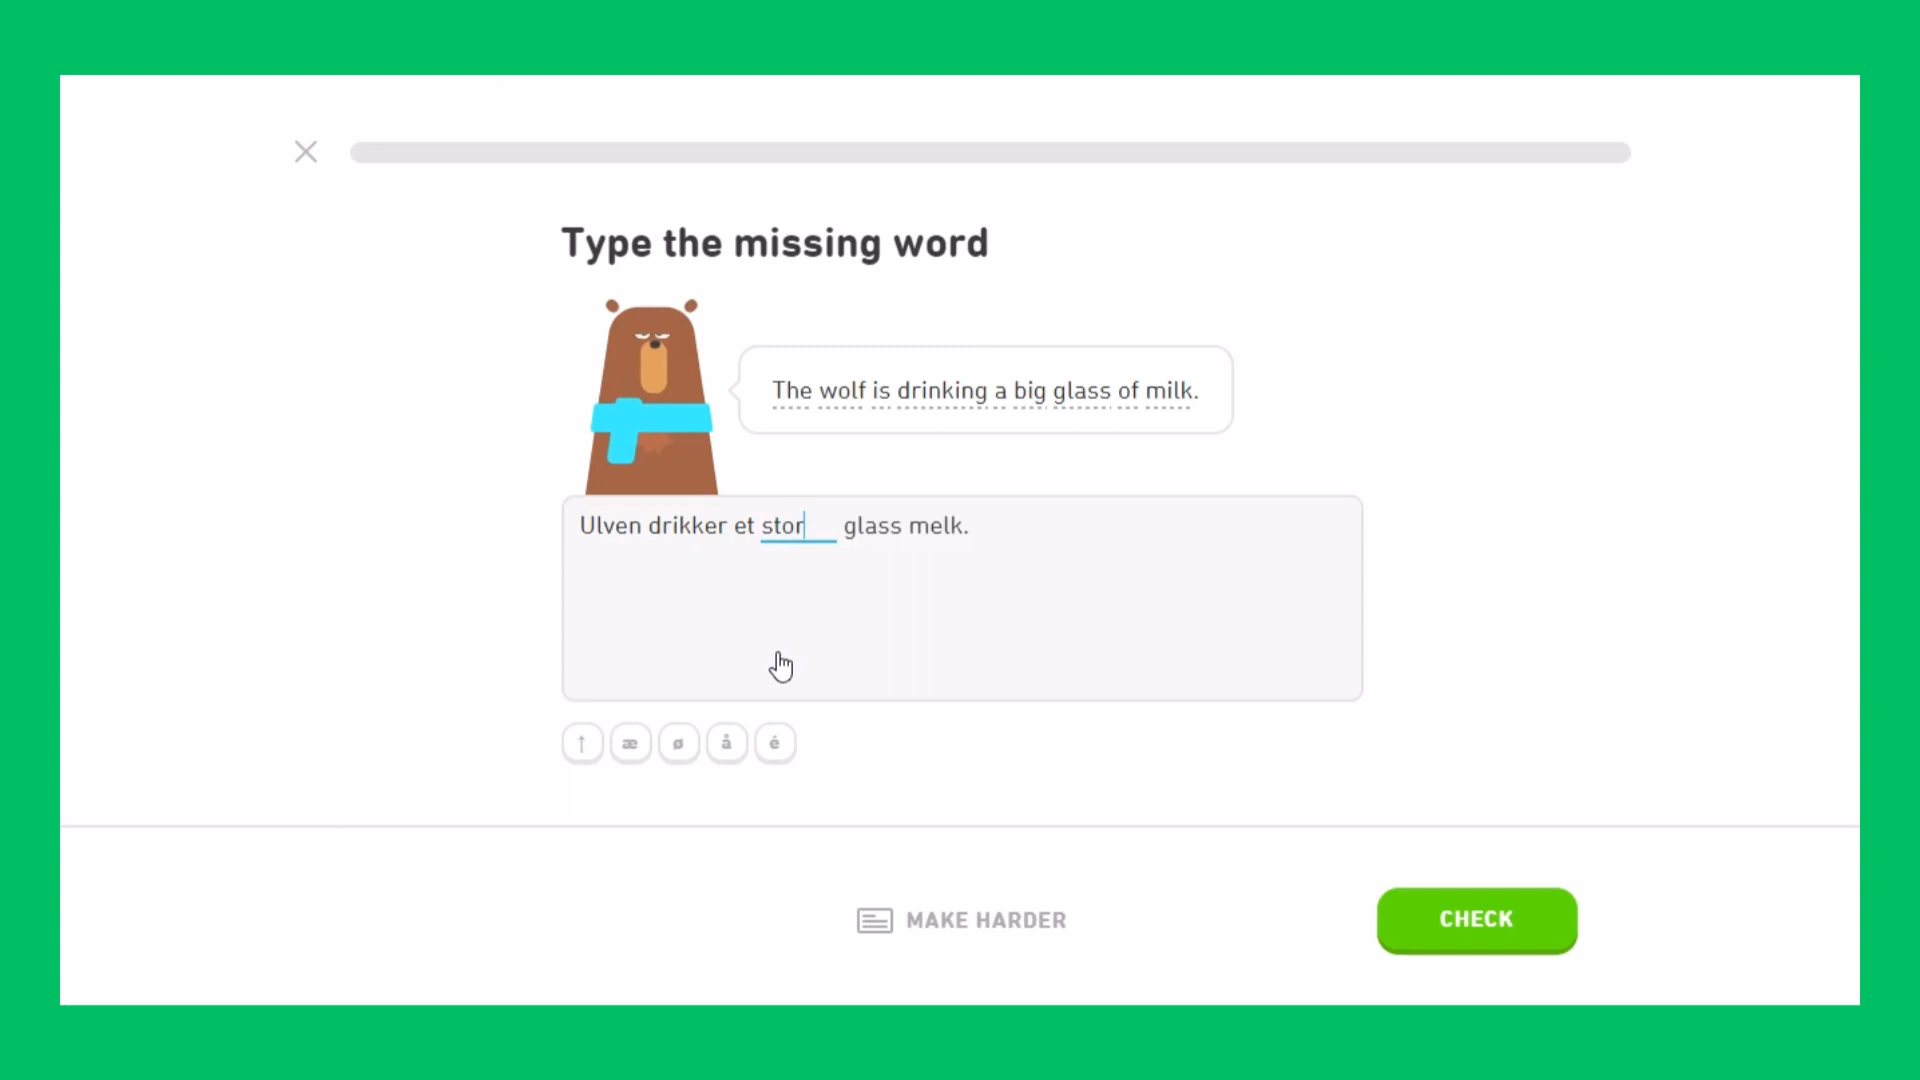 Type the missing word
The wolf is drinking a big glass of milk.
Ulven drikker et stor glass melk.
↑ æ ø å é
MAKE HARDER
CHECK